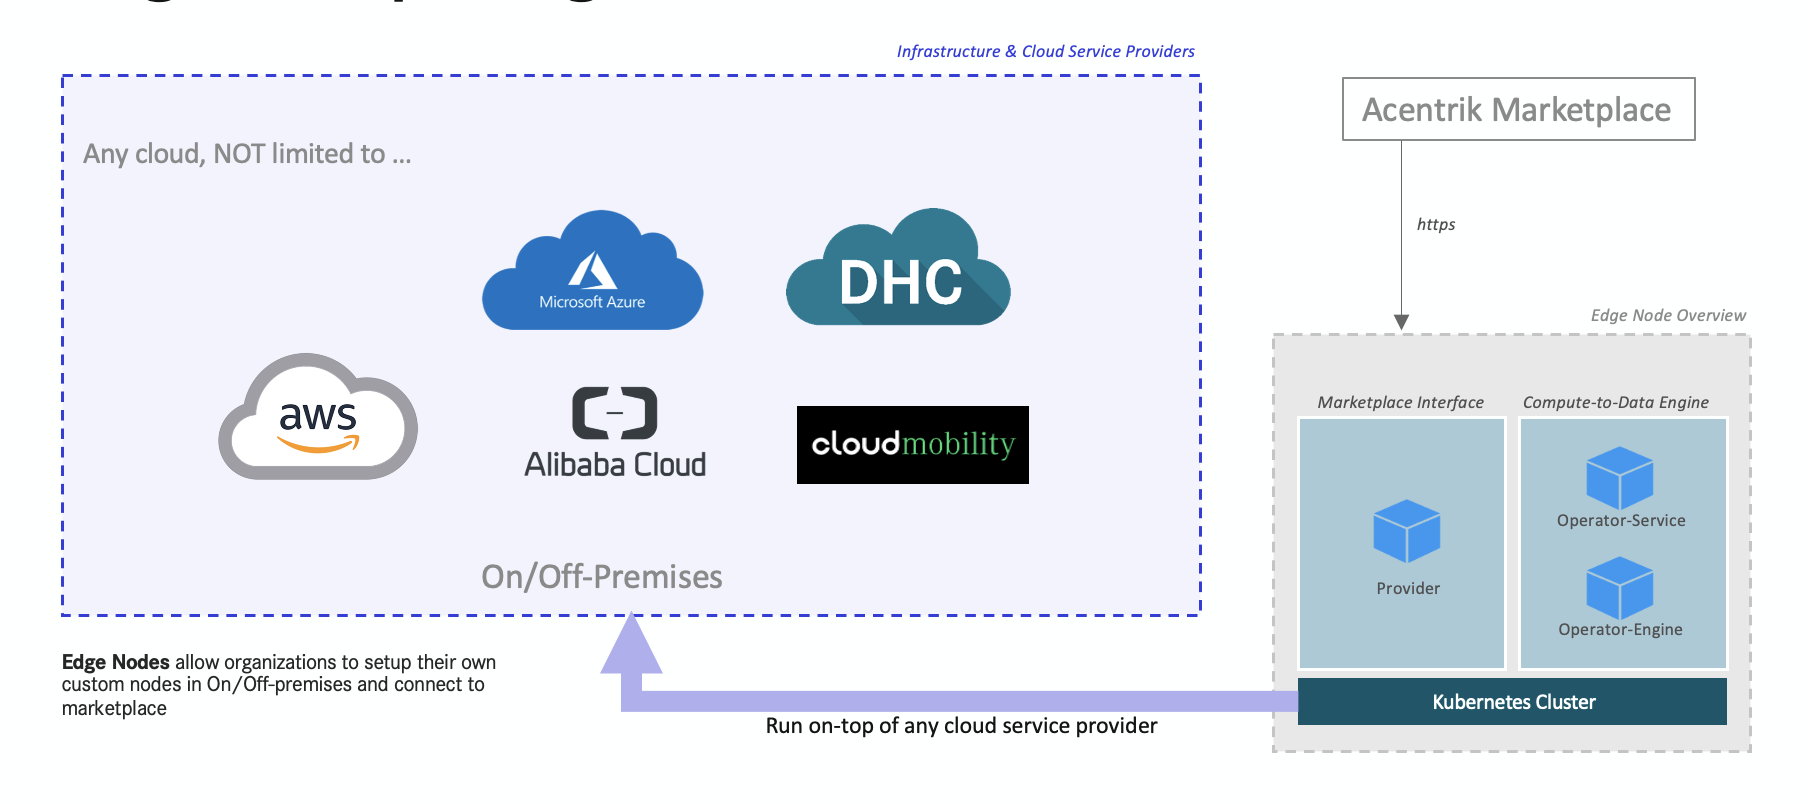 Infrastructure & Cloud Service Providers
Any cloud, NOT limited to ...
Acentrik Marketplace
https
Microsoft Azure
DHC
aws
Alibaba Cloud
cloudmobility
On/Off-Premises
Edge Node Overview
Marketplace Interface
Compute-to-Data Engine
Provider
Operator-Service
Operator-Engine
Kubernetes Cluster
Edge Nodes allow organizations to setup their own
custom nodes in On/Off-premises and connect to
marketplace
Run on-top of any cloud service provider